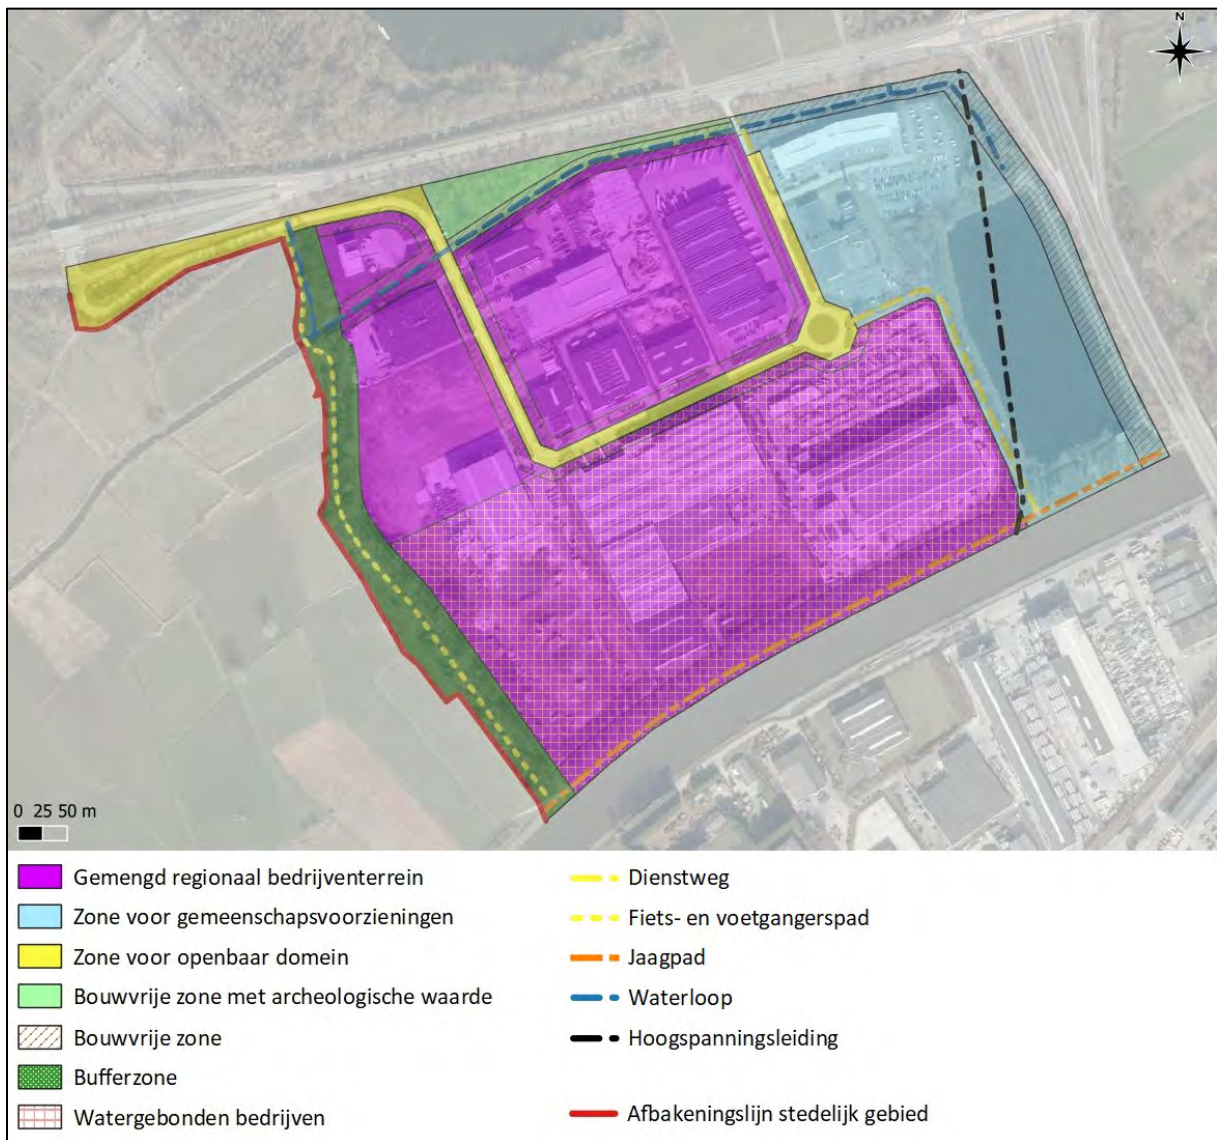 N
0 25 50 m
Gemengd regionaal bedrijventerrein
Zone voor gemeenschapsvoorzieningen
Zone voor openbaar domein
Bouwvrije zone met archeologische waarde
Bouwvrije zone
Bufferzone
Watergebonden bedrijven
Dienstweg
Fiets- en voetgangerspad
Jaagpad
Waterloop
Hoogspanningsleiding
Afbakeningslijn stedelijk gebied